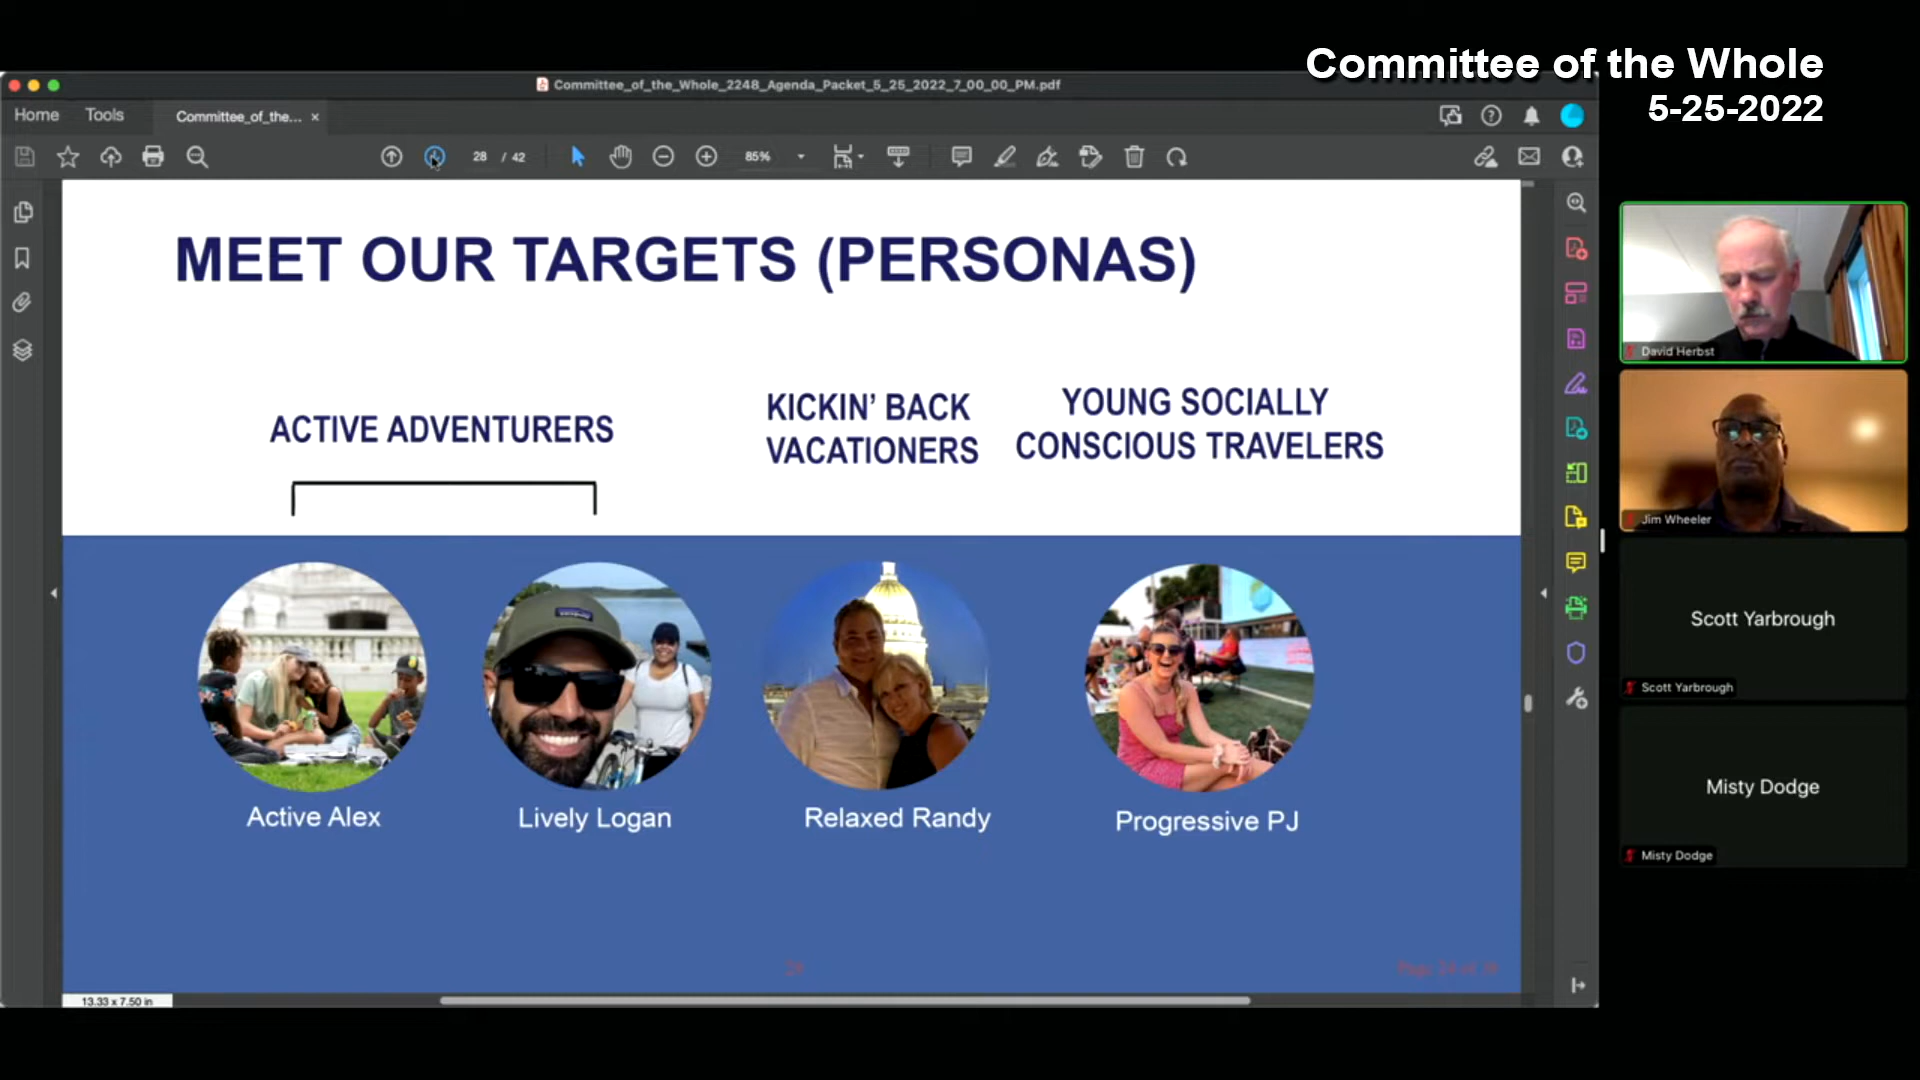 Committee of the Whole
5-25-2022
Committee_of_the_Whole_2248_Agenda_Packet_5_25_2022_7_00_00_PM.pdf
Home
Tools
Committee_of_the...
28 / 42
85%
MEET OUR TARGETS (PERSONAS)
ACTIVE ADVENTURERS
KICKIN’ BACK
VACATIONERS
YOUNG SOCIALLY
CONSCIOUS TRAVELERS
Active Alex
Lively Logan
Relaxed Randy
Progressive PJ
13.33 x 7.50 in
David Herbst
Jim Wheeler
Scott Yarbrough
Scott Yarbrough
Misty Dodge
Misty Dodge